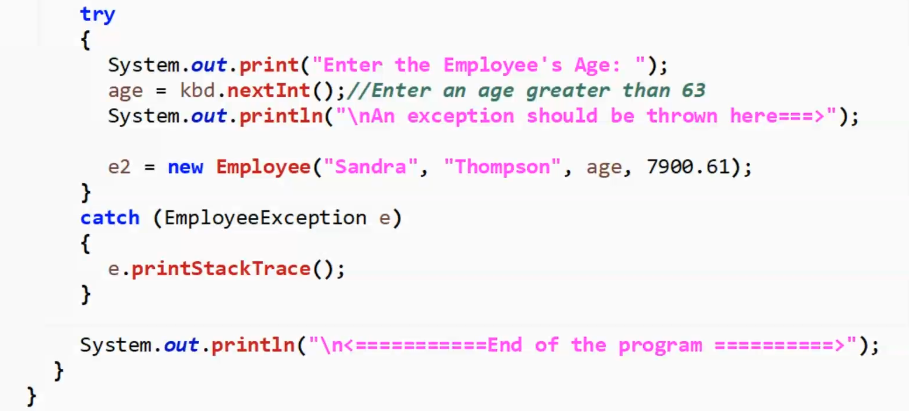 try
{
System.out.print("Enter the Employee's Age: ");
age = kbd.nextInt();//Enter an age greater than 63
System.out.println("\nAn exception should be thrown here===>");
e2 = new Employee("Sandra", "Thompson", age, 7900.61);
}
catch (EmployeeException e)
{
e.printStackTrace();
}
System.out.println("\n<===========End of the program ==========>");
}
}